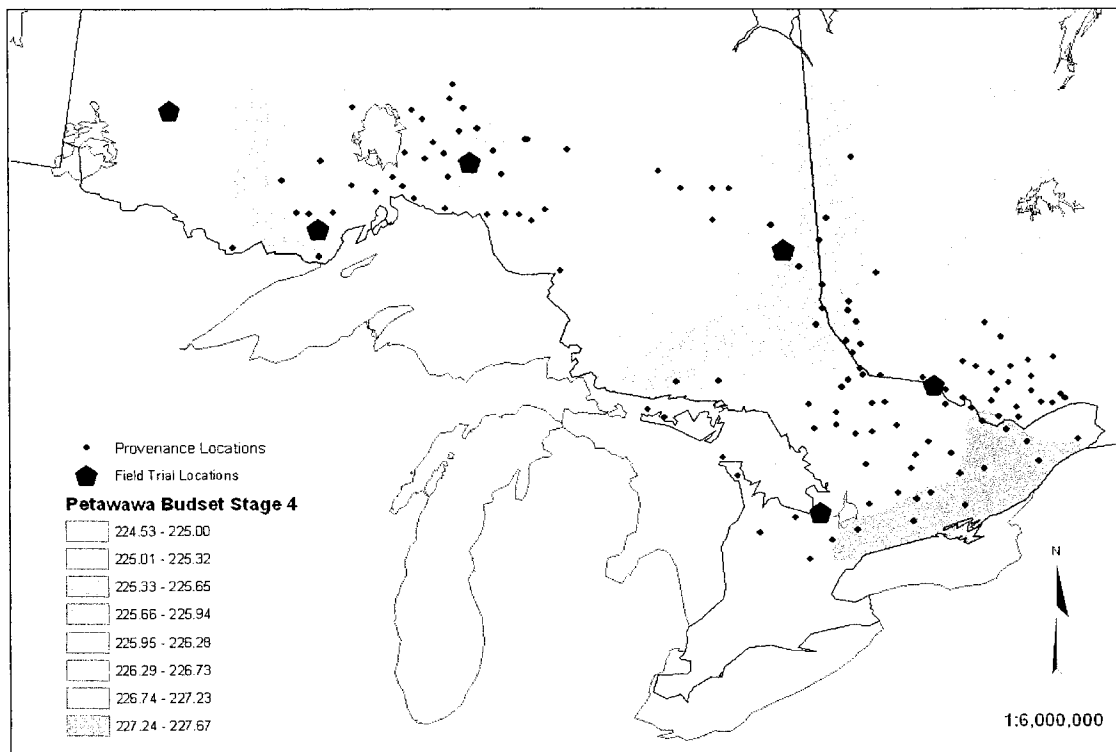 Provenance Locations
Field Trial Locations
Petawawa Budset Stage 4
224.53 - 225.00
225.01 - 225.32
225.33 - 225.65
225.66 - 225.94
225.95 - 226.28
226.29 - 226.73
226.74 - 227.23
227.24 - 227.67
N
1:6,000,000